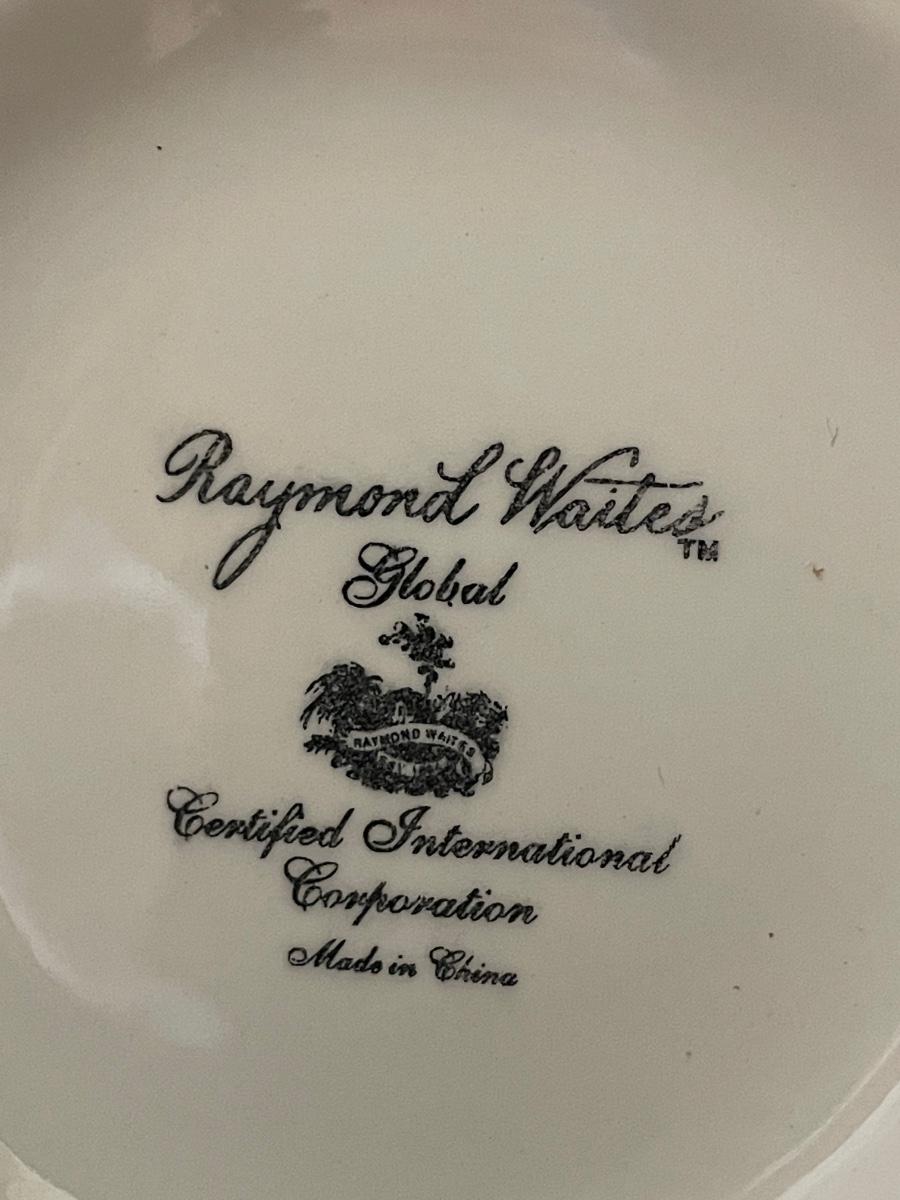 Raymond Waites
TM
Global
RAYMOND WAITES
Certified International
Corporation
Made in China